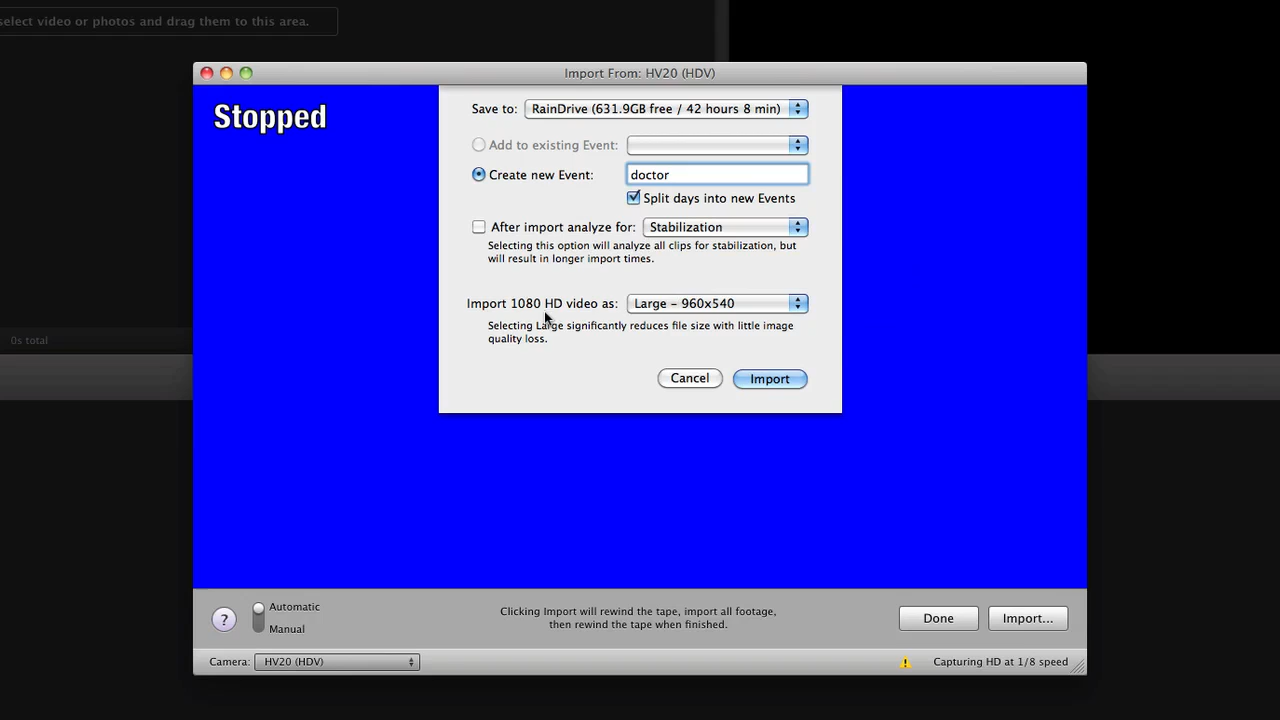 select video or photos and drag them to this area.
Import From: HV20 (HDV)
Stopped
Save to: RainDrive (631.9GB free / 42 hours 8 min)
Add to existing Event:
Create new Event: doctor
Split days into new Events
After import analyze for: Stabilization
Selecting this option will analyze all clips for stabilization, but
will result in longer import times.
Import 1080 HD video as: Large – 960x540
Selecting Large significantly reduces file size with little image
quality loss.
0s total
Cancel Import
? Automatic
Manual
Clicking Import will rewind the tape, import all footage,
then rewind the tape when finished.
Done Import...
Camera: HV20 (HDV)
Capturing HD at 1/8 speed